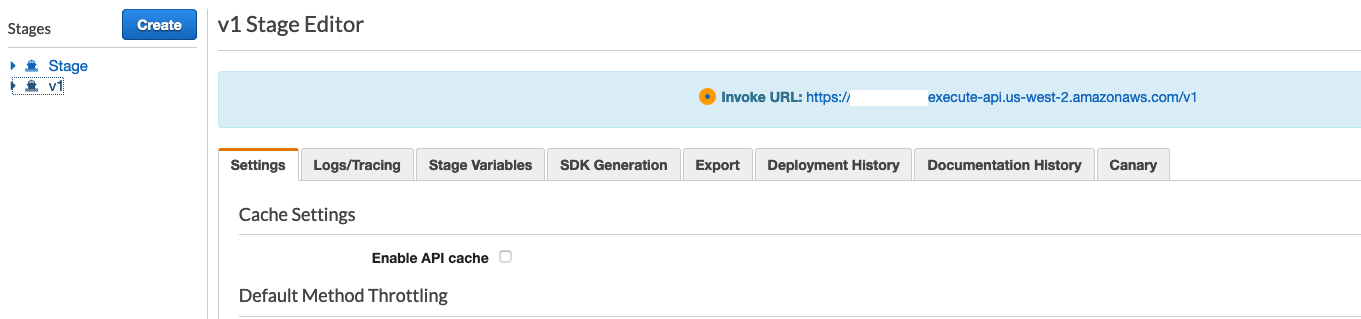 Stages
Create
Stage
v1
v1 Stage Editor
Invoke URL: https:// execute-api.us-west-2.amazonaws.com/v1
Settings Logs/Tracing Stage Variables SDK Generation Export Deployment History Documentation History Canary
Cache Settings
Enable API cache
Default Method Throttling